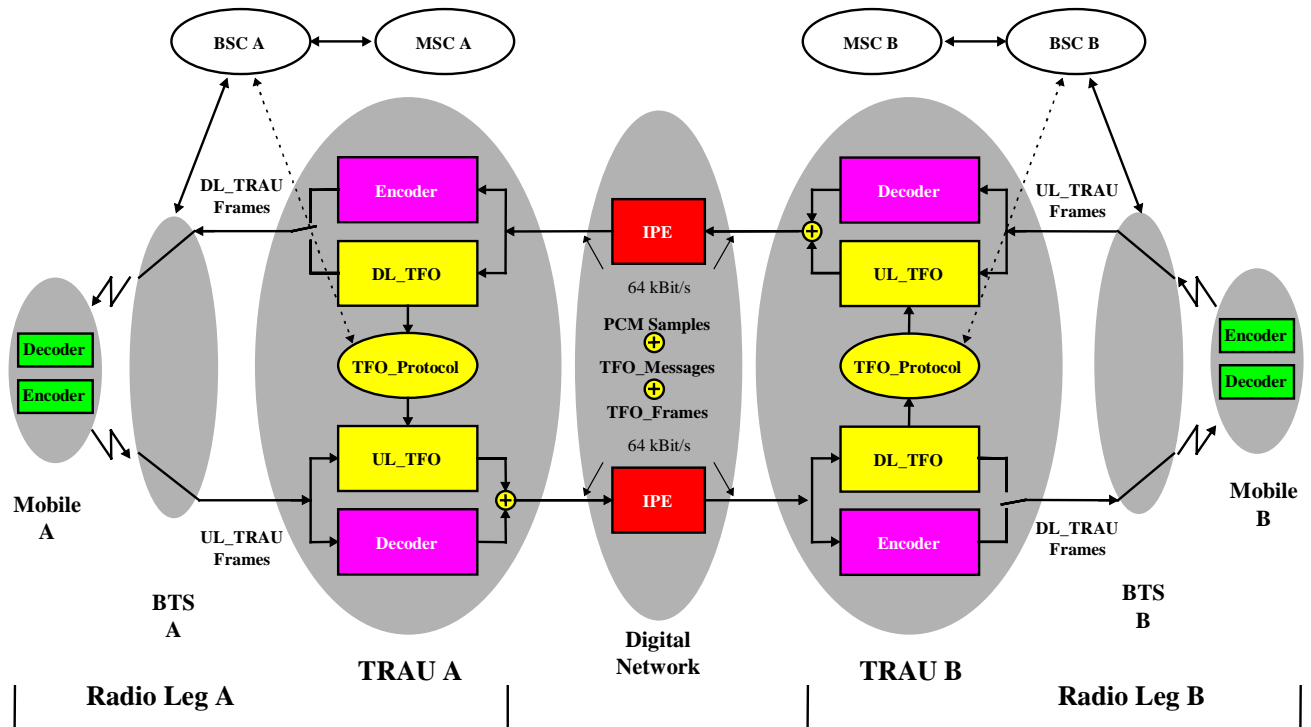 BSC A
MSC A
MSC B
BSC B
DL_TRAU
Frames
Encoder
DL_TFO
TFO_Protocol
UL_TFO
Decoder
IPE
64 kBit/s
PCM Samples
TFO_Messages
TFO_Frames
64 kBit/s
IPE
Decoder
UL_TFO
TFO_Protocol
DL_TFO
Encoder
UL_TRAU
Frames
Decoder
Encoder
Encoder
Decoder
Mobile
A
UL_TRAU
Frames
DL_TRAU
Frames
Mobile
B
BTS
A
BTS
B
Digital
Network
TRAU A
TRAU B
Radio Leg A
Radio Leg B